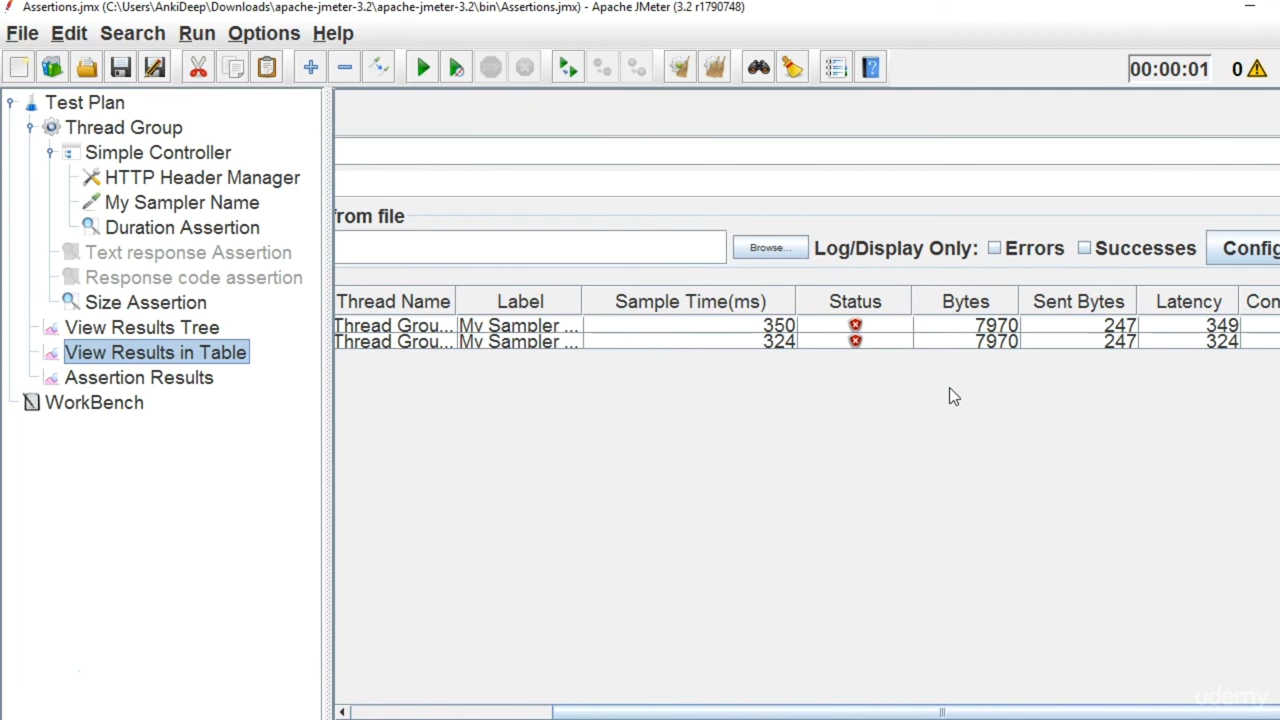 Assertions.jmx (C:\Users\AnkiDeep\Downloads\apache-jmeter-3.2\apache-jmeter-3.2\bin\Assertions.jmx) - Apache JMeter (3.2 r1790748)
File Edit Search Run Options Help
00:00:01 0
Test Plan
Thread Group
Simple Controller
HTTP Header Manager
My Sampler Name
Duration Assertion
Text response Assertion
Response code assertion
Size Assertion
View Results Tree
View Results in Table
Assertion Results
WorkBench
from file
Browse... Log/Display Only: Errors Successes Config
Thread Name Label Sample Time(ms) Status Bytes Sent Bytes Latency Con
Thread Grou... My Sampler ... 350 7970 247 349
Thread Grou... My Sampler ... 324 7970 247 324
udemy